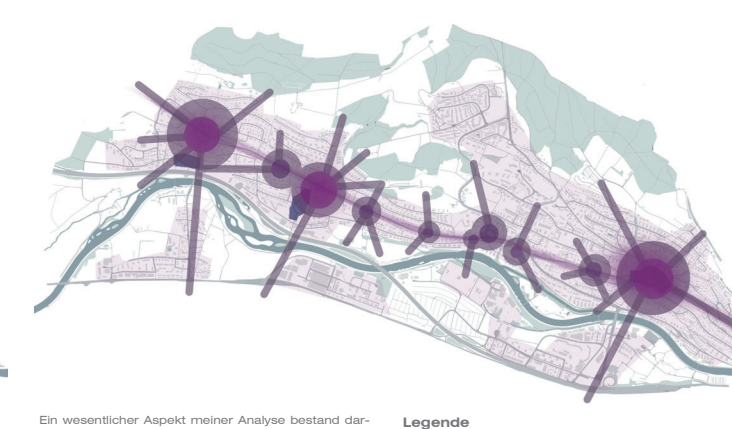 Ein wesentlicher Aspekt meiner Analyse bestand dar-
Legende